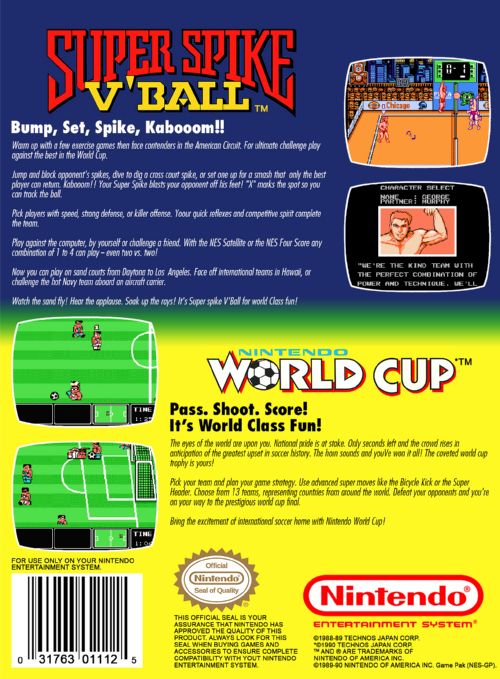 SUPER SPIKE
V'BALL™
Bump, Set, Spike, Kabooom!!
Warm up with a few exercise games then face contenders in the American Circuit. For ultimate challenge play
against the best in the World Cup.
Jump and block opponent's spikes, dive to dig a cross court spike, or set one up for a smash that only the best
player can return. Kabooom!! Your Super Spike blasts your opponent off his feet! "X" marks the spot so you
can track the ball.
Pick players with speed, strong defense, or killer offense. Your quick reflexes and competitive spirit complete
the team.
Play against the computer, by yourself or challenge a friend. With the NES Satellite or the NES Four Score any
combination of 1 to 4 can play – even two vs. two!
Now you can play on sand courts from Daytona to Los Angeles. Face off international teams in Hawaii, or
challenge the hot Navy team aboard an aircraft carrier.
Watch the sand fly! Hear the applause. Soak up the rays! It's Super spike V'Ball for world Class fun!
0-1
Chicago
CHARACTER SELECT
NAME : GEORGE
PARTNER: MURPHY
"WE'RE THE KIND TEAM WITH
THE PERFECT COMBINATION OF
POWER AND TECHNIQUE. WE'LL
TIME
TIME
NINTENDO
WORLD CUP*™
Pass. Shoot. Score!
It's World Class Fun!
The eyes of the world are upon you. National pride is at stake. Only seconds left and the crowd rises in
anticipation of the greatest upset in soccer history. The horn sounds and you've won it all! The coveted world cup
trophy is yours!
Pick your team and plan your game strategy. Use advanced super moves like the Bicycle Kick or the Super
Header. Choose from 13 teams, representing countries from around the world. Defeat your opponents and you're
on your way to the prestigious world cup final.
Bring the excitement of international soccer home with Nintendo World Cup!
FOR USE ONLY ON YOUR NINTENDO
ENTERTAINMENT SYSTEM.
0 31763 01112 5
Official
Nintendo®
Seal of Quality
THIS OFFICIAL SEAL IS YOUR
ASSURANCE THAT NINTENDO HAS
APPROVED THE QUALITY OF THIS
PRODUCT. ALWAYS LOOK FOR THIS
SEAL WHEN BUYING GAMES AND
ACCESSORIES TO ENSURE COMPLETE
COMPATIBILITY WITH YOUR NINTENDO
ENTERTAINMENT SYSTEM.
Nintendo®
ENTERTAINMENT SYSTEM®
©1988-89 TECHNOS JAPAN CORP.
*©1990 TECHNOS JAPAN CORP.
TM AND ® ARE TRADEMARKS OF
NINTENDO OF AMERICA INC.
©1989-90 NINTENDO OF AMERICA INC. Game Pak (NES-GP).